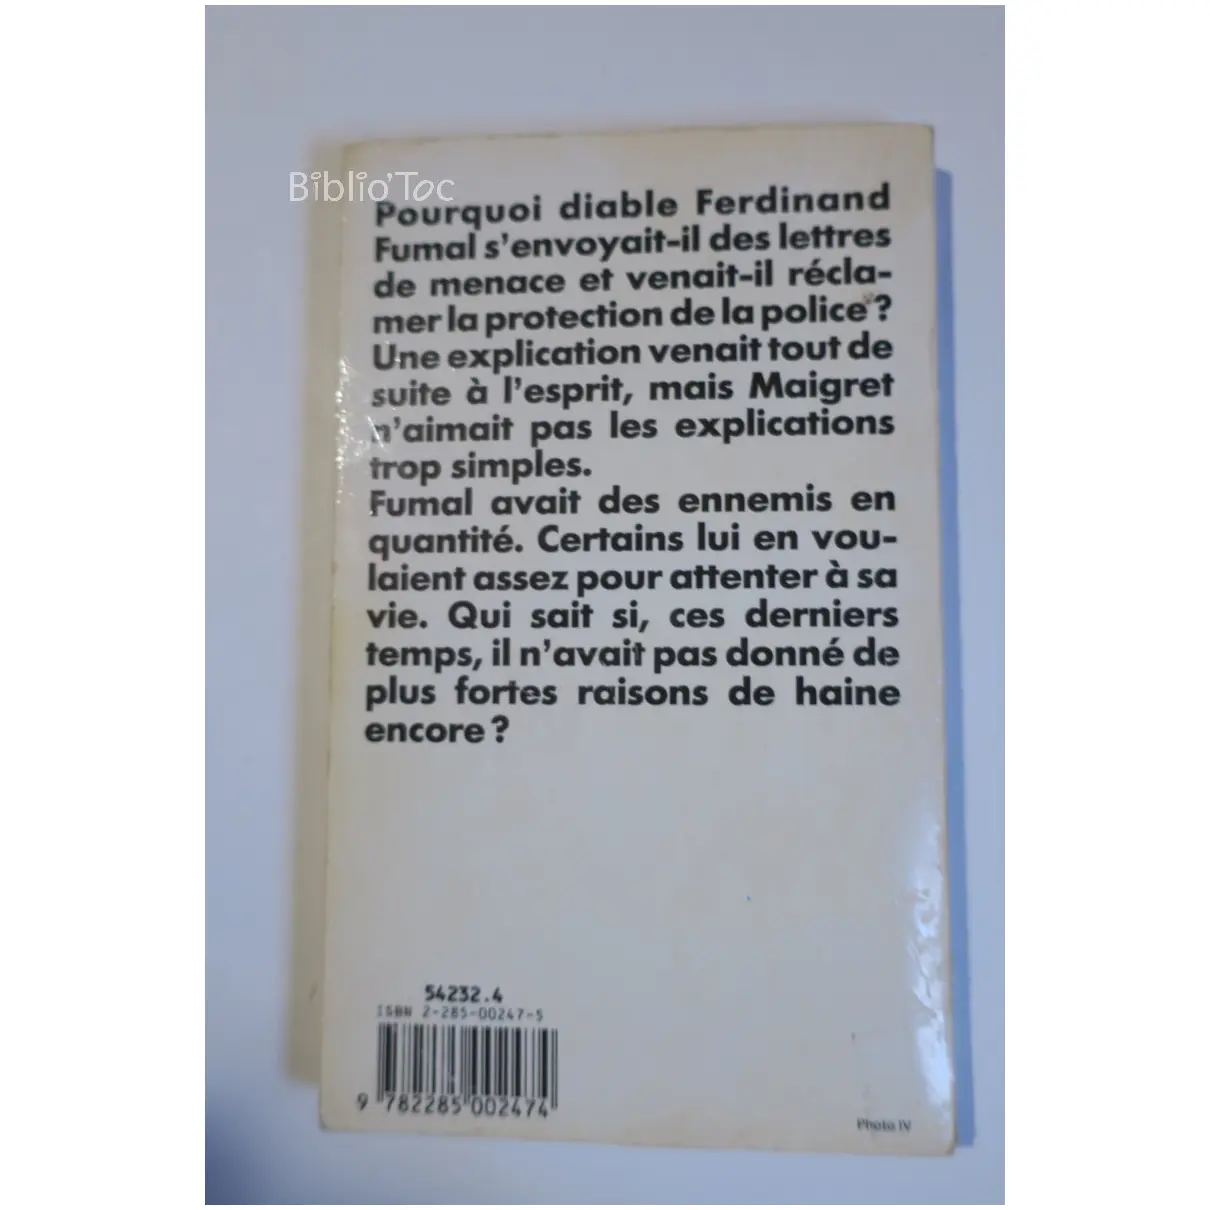 Biblio'Toc
Pourquoi diable Ferdinand
Fumal s'envoyait-il des lettres
de menace et venait-il récla-
mer la protection de la police ?
Une explication venait tout de
suite à l'esprit, mais Maigret
n'aimait pas les explications
trop simples.
Fumal avait des ennemis en
quantité. Certains lui en vou-
laient assez pour attenter à sa
vie. Qui sait si, ces derniers
temps, il n'avait pas donné de
plus fortes raisons de haine
encore ?
54232.4
ISBN 2-285-00247-5
9 782285 002474
Photo IV